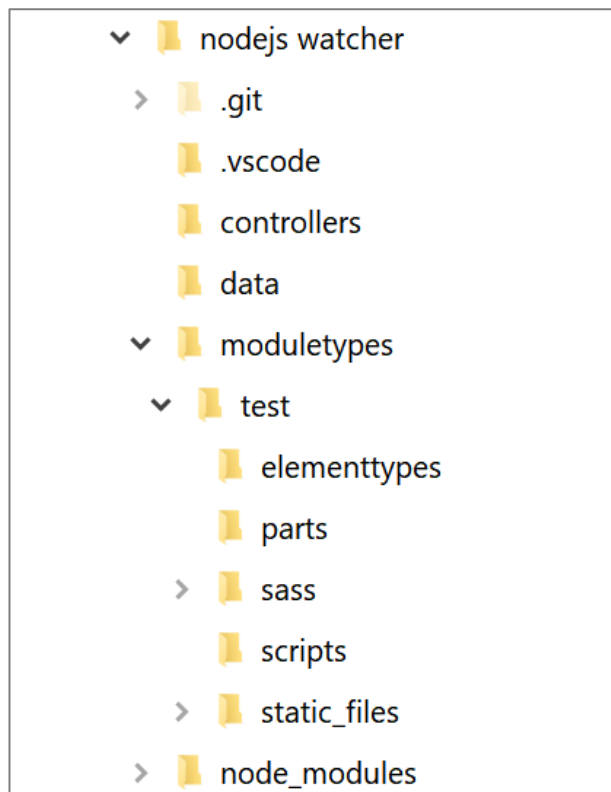 nodejs watcher
.git
.vscode
controllers
data
moduletypes
test
elementtypes
parts
sass
scripts
static_files
node_modules